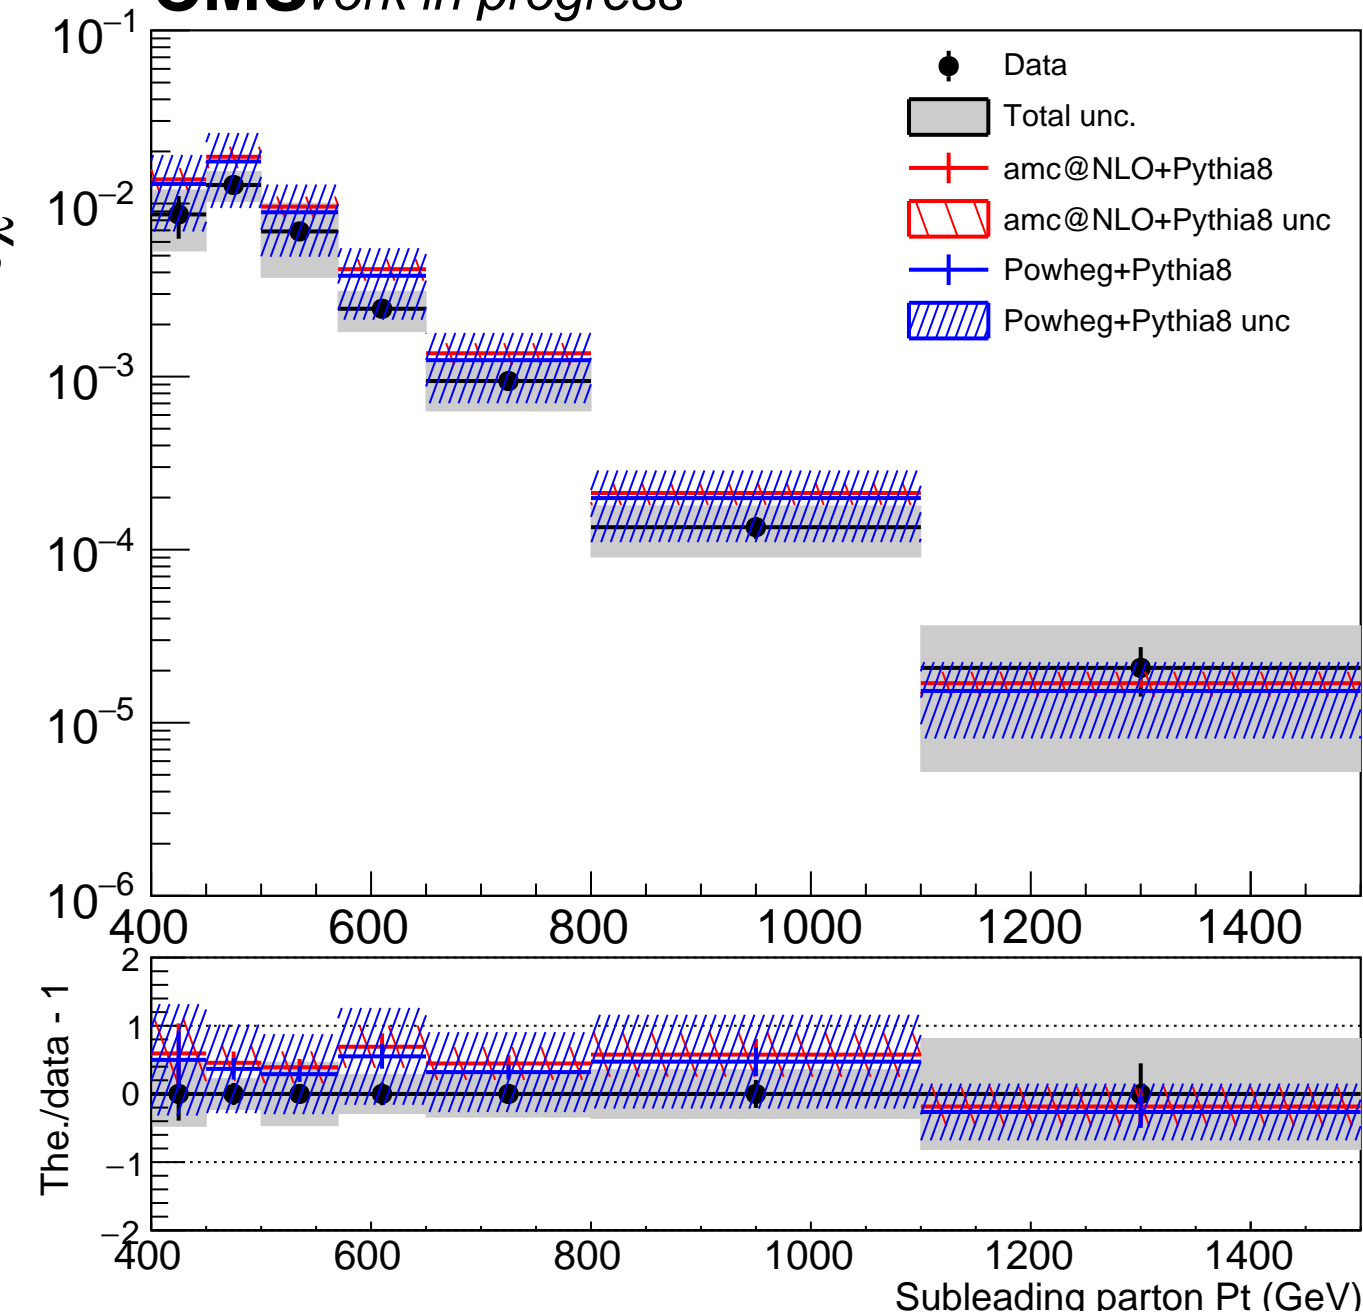 CMS work in progress
10−1
10−2
10−3
10−4
10−5
10−6
Data
Total unc.
amc@NLO+Pythia8
amc@NLO+Pythia8 unc
Powheg+Pythia8
Powheg+Pythia8 unc
400 600 800 1000 1200 1400
The./data - 1
2
1
0
−1
−2
400 600 800 1000 1200 1400
Subleading parton Pt (GeV)